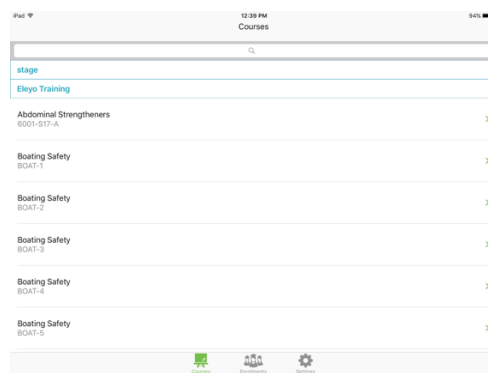 iPad 12:39 PM 94%
Courses
stage
Eleyo Training
Abdominal Strengtheners
6001-S17-A
Boating Safety
BOAT-1
Boating Safety
BOAT-2
Boating Safety
BOAT-3
Boating Safety
BOAT-4
Boating Safety
BOAT-5
Courses Enrollments Settings